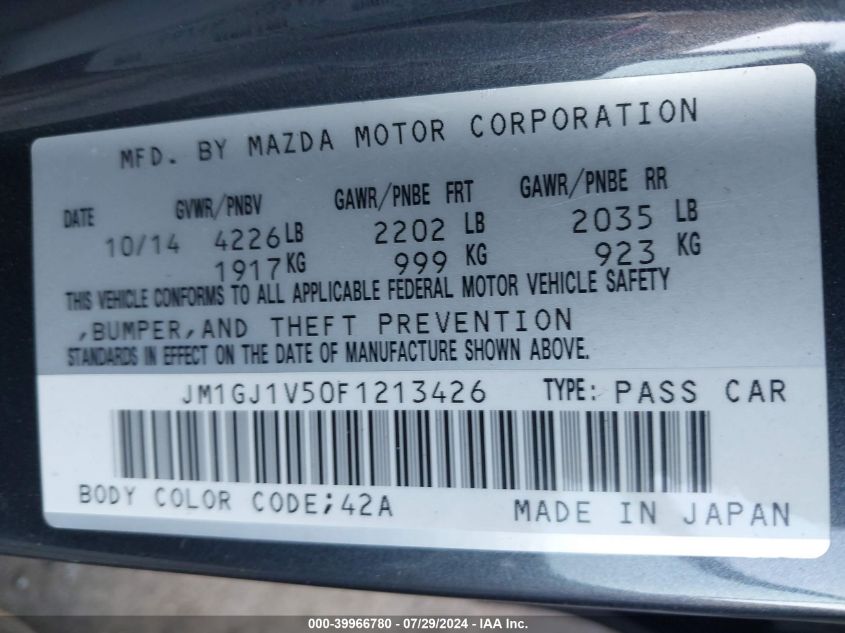 MFD. BY MAZDA MOTOR CORPORATION
DATE GVWR/PNBV GAWR/PNBE FRT GAWR/PNBE RR
10/14 4226 LB 2202 LB 2035 LB
1917 KG 999 KG 923 KG
THIS VEHICLE CONFORMS TO ALL APPLICABLE FEDERAL MOTOR VEHICLE SAFETY
,BUMPER,AND THEFT PREVENTION
STANDARDS IN EFFECT ON THE DATE OF MANUFACTURE SHOWN ABOVE.
JM1GJ1V50F1213426 TYPE: PASS CAR
BODY COLOR CODE;42A MADE IN JAPAN
000-39966780 - 07/29/2024 - IAA Inc.